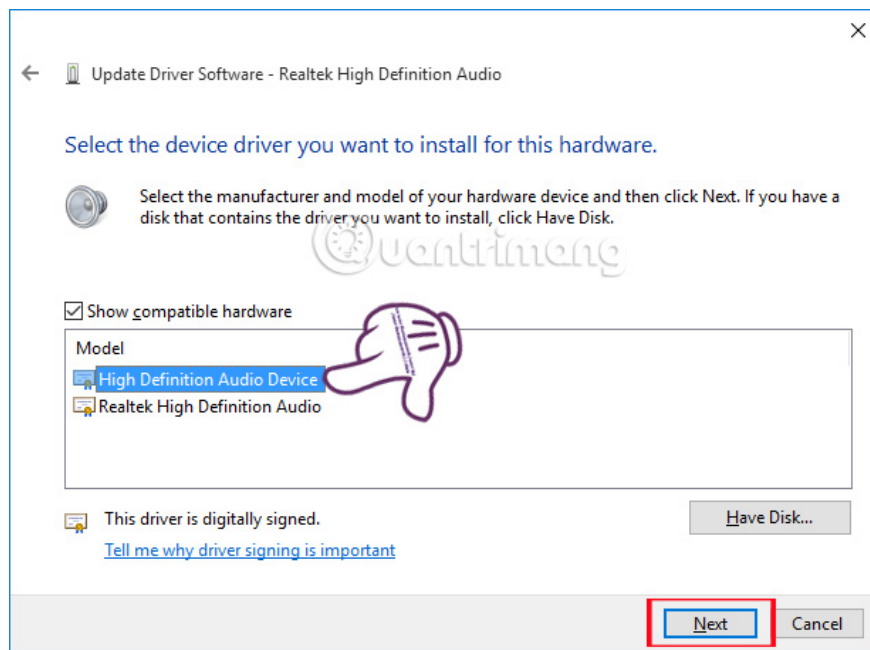 Update Driver Software - Realtek High Definition Audio
Select the device driver you want to install for this hardware.
Select the manufacturer and model of your hardware device and then click Next. If you have a
disk that contains the driver you want to install, click Have Disk.
Quantrimang
Show compatible hardware
Model
High Definition Audio Device
Realtek High Definition Audio
This driver is digitally signed.
Have Disk...
Tell me why driver signing is important
Next
Cancel